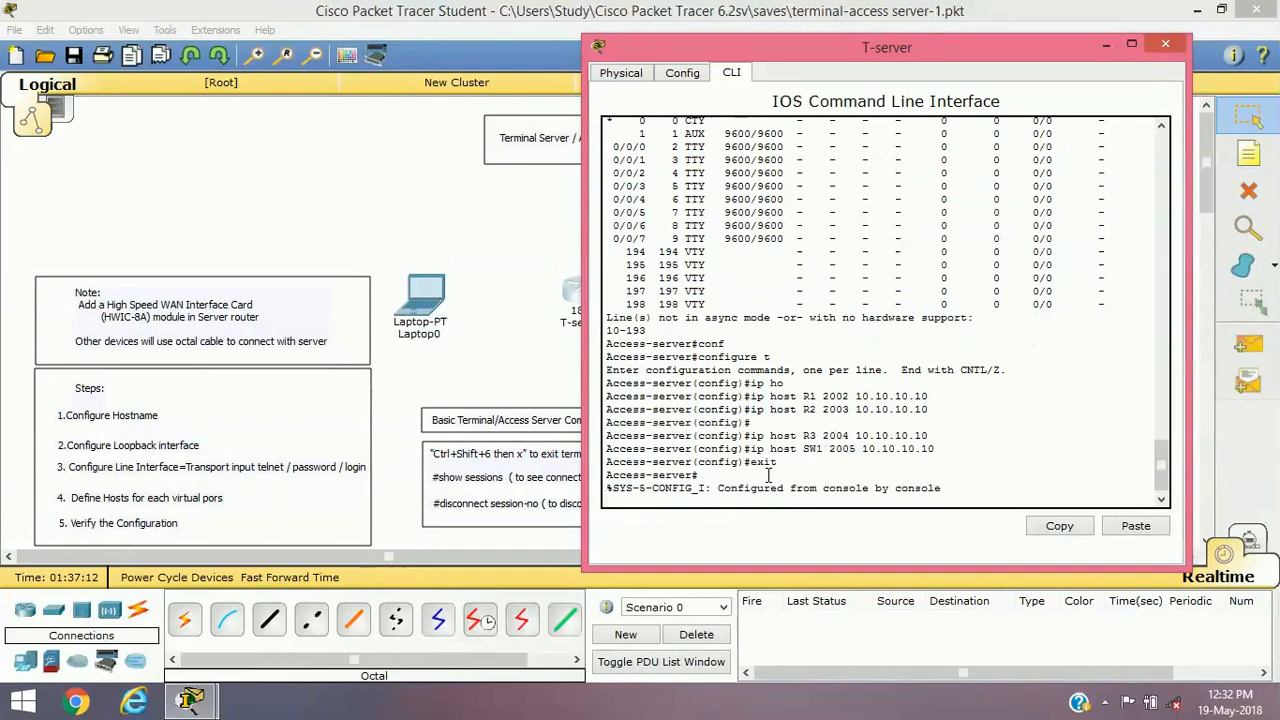 Cisco Packet Tracer Student - C:\Users\Study\Cisco Packet Tracer 6.2sv\saves\terminal-access server-1.pkt
File Edit Options View Tools Extensions Help
Logical [Root] New Cluster
Terminal Server / A
Note:
Add a High Speed WAN Interface Card
(HWIC-8A) module in Server router
Other devices will use octal cable to connect with server
Laptop-PT
Laptop0
18
T-se
Steps:
1.Configure Hostname
2.Configure Loopback interface
3. Configure Line Interface=Transport input telnet / password / login
4. Define Hosts for each virtual pors
5. Verify the Configuration
Basic Terminal/Access Server Com
"Ctrl+Shift+6 then x" to exit term
#show sessions ( to see connect
#disconnect session-no ( to disco
T-server
Physical Config CLI
IOS Command Line Interface
* 0 0 CTY - - - - 0 0 0/0 -
1 1 AUX 9600/9600 - - - - 0 0 0/0 -
0/0/0 2 TTY 9600/9600 - - - - 0 0 0/0 -
0/0/1 3 TTY 9600/9600 - - - - 0 0 0/0 -
0/0/2 4 TTY 9600/9600 - - - - 0 0 0/0 -
0/0/3 5 TTY 9600/9600 - - - - 0 0 0/0 -
0/0/4 6 TTY 9600/9600 - - - - 0 0 0/0 -
0/0/5 7 TTY 9600/9600 - - - - 0 0 0/0 -
0/0/6 8 TTY 9600/9600 - - - - 0 0 0/0 -
0/0/7 9 TTY 9600/9600 - - - - 0 0 0/0 -
194 194 VTY - - - - 0 0 0/0 -
195 195 VTY - - - - 0 0 0/0 -
196 196 VTY - - - - 0 0 0/0 -
197 197 VTY - - - - 0 0 0/0 -
198 198 VTY - - - - 0 0 0/0 -
Line(s) not in async mode -or- with no hardware support:
10-193
Access-server#conf
Access-server#configure t
Enter configuration commands, one per line. End with CNTL/Z.
Access-server(config)#ip ho
Access-server(config)#ip host R1 2002 10.10.10.10
Access-server(config)#ip host R2 2003 10.10.10.10
Access-server(config)#
Access-server(config)#ip host R3 2004 10.10.10.10
Access-server(config)#ip host SW1 2005 10.10.10.10
Access-server(config)#exit
Access-server#
%SYS-5-CONFIG_I: Configured from console by console
Copy Paste
Time: 01:37:12 Power Cycle Devices Fast Forward Time
Realtime
Connections
Octal
Scenario 0
New Delete
Toggle PDU List Window
Fire Last Status Source Destination Type Color Time(sec) Periodic Num
12:32 PM
19-May-2018